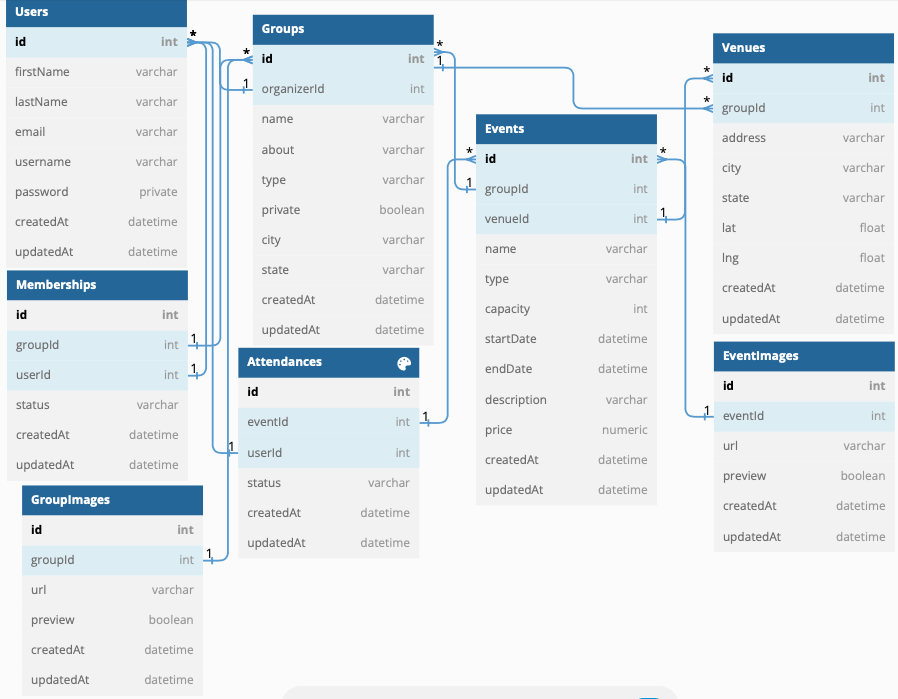 Users
id int
firstName varchar
lastName varchar
email varchar
username varchar
password private
createdAt datetime
updatedAt datetime
Memberships
id int
groupId int
userId int
status varchar
createdAt datetime
updatedAt datetime
GroupImages
id int
groupId int
url varchar
preview boolean
createdAt datetime
updatedAt datetime
Groups
id int
organizerId int
name varchar
about varchar
type varchar
private boolean
city varchar
state varchar
createdAt datetime
updatedAt datetime
Attendances
id int
eventId int
userId int
status varchar
createdAt datetime
updatedAt datetime
Events
id int
groupId int
venueId int
name varchar
type varchar
capacity int
startDate datetime
endDate datetime
description varchar
price numeric
createdAt datetime
updatedAt datetime
Venues
id int
groupId int
address varchar
city varchar
state varchar
lat float
lng float
createdAt datetime
updatedAt datetime
EventImages
id int
eventId int
url varchar
preview boolean
createdAt datetime
updatedAt datetime
*
1
1
1
*
1
1
*
1
1
*
1
*
1
*
*
1